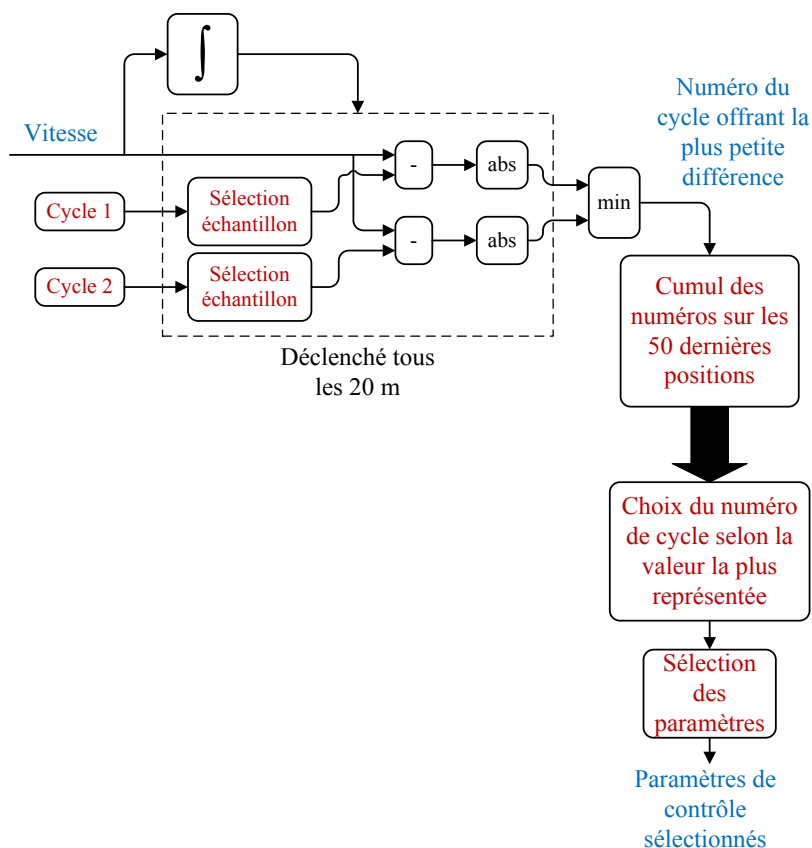 ∫
Vitesse
Cycle 1
Sélection
échantillon
-
abs
Cycle 2
Sélection
échantillon
-
abs
min
Déclenché tous
les 20 m
Numéro du
cycle offrant la
plus petite
différence
Cumul des
numéros sur les
50 dernières
positions
Choix du numéro
de cycle selon la
valeur la plus
représentée
Sélection
des
paramètres
Paramètres de
contrôle
sélectionnés